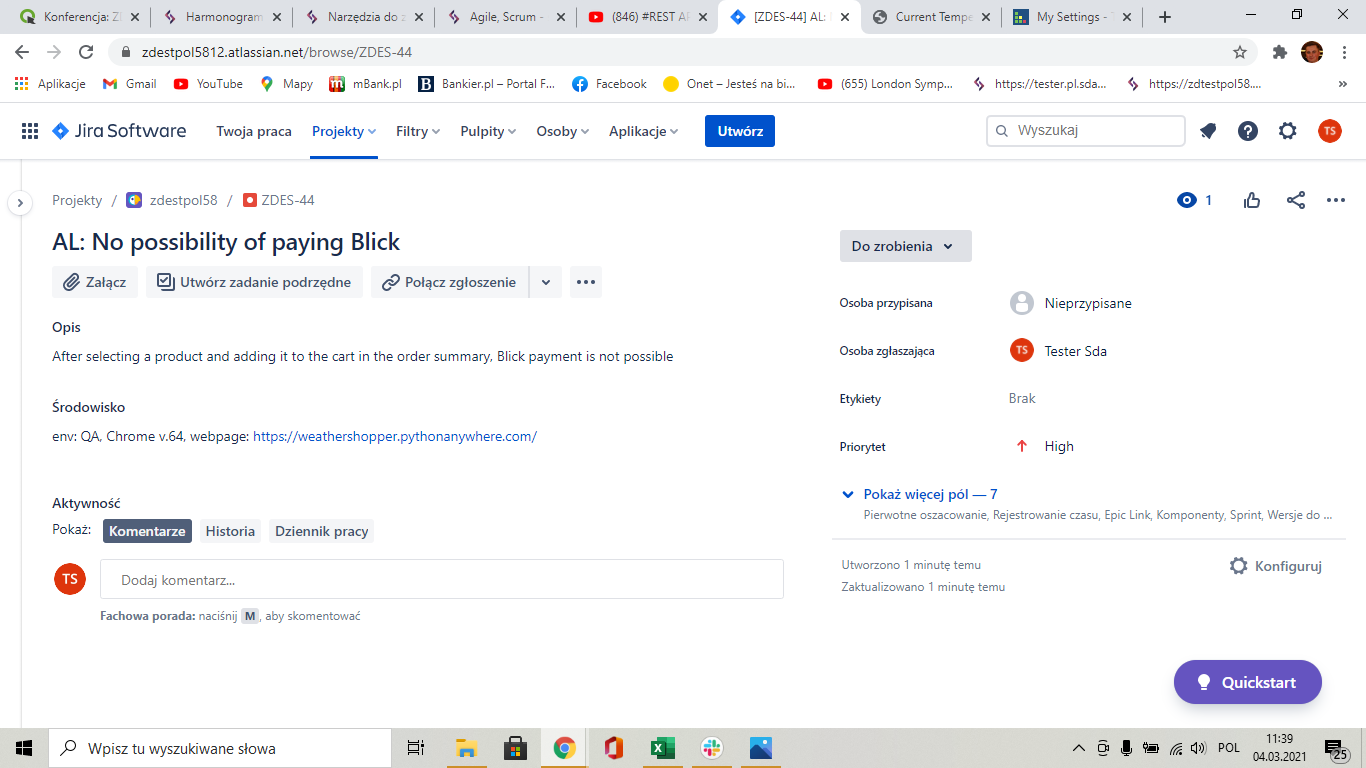 Konferencja: Z
Harmonogram
Narzędzia do z
Agile, Scrum -
(846) #REST AP
[ZDES-44] AL:
Current Tempe
My Settings -
zdestpol5812.atlassian.net/browse/ZDES-44
Aplikacje
Gmail
YouTube
Mapy
mBank.pl
Bankier.pl – Portal F...
Facebook
Onet – Jesteś na bi...
(655) London Symp...
https://tester.pl.sda...
https://zdtestpol58....
»
Jira Software
Twoja praca
Projekty
Filtry
Pulpity
Osoby
Aplikacje
Utwórz
Wyszukaj
TS
Projekty / zdestpol58 / ZDES-44
1
AL: No possibility of paying Blick
Do zrobienia
Załącz
Utwórz zadanie podrzędne
Połącz zgłoszenie
Osoba przypisana
Nieprzypisane
Opis
After selecting a product and adding it to the cart in the order summary, Blick payment is not possible
Osoba zgłaszająca
TS
Tester Sda
Etykiety
Brak
Środowisko
env: QA, Chrome v.64, webpage: https://weathershopper.pythonanywhere.com/
Priorytet
High
Pokaż więcej pól — 7
Pierwotne oszacowanie, Rejestrowanie czasu, Epic Link, Komponenty, Sprint, Wersje do ...
Aktywność
Pokaż:
Komentarze
Historia
Dziennik pracy
Utworzono 1 minutę temu
Zaktualizowano 1 minutę temu
Konfiguruj
TS
Dodaj komentarz...
Fachowa porada: naciśnij M, aby skomentować
Quickstart
Wpisz tu wyszukiwane słowa
POL
11:39
04.03.2021
25